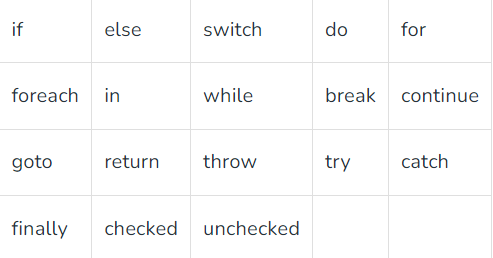 if else switch do for
foreach in while break continue
goto return throw try catch
finally checked unchecked